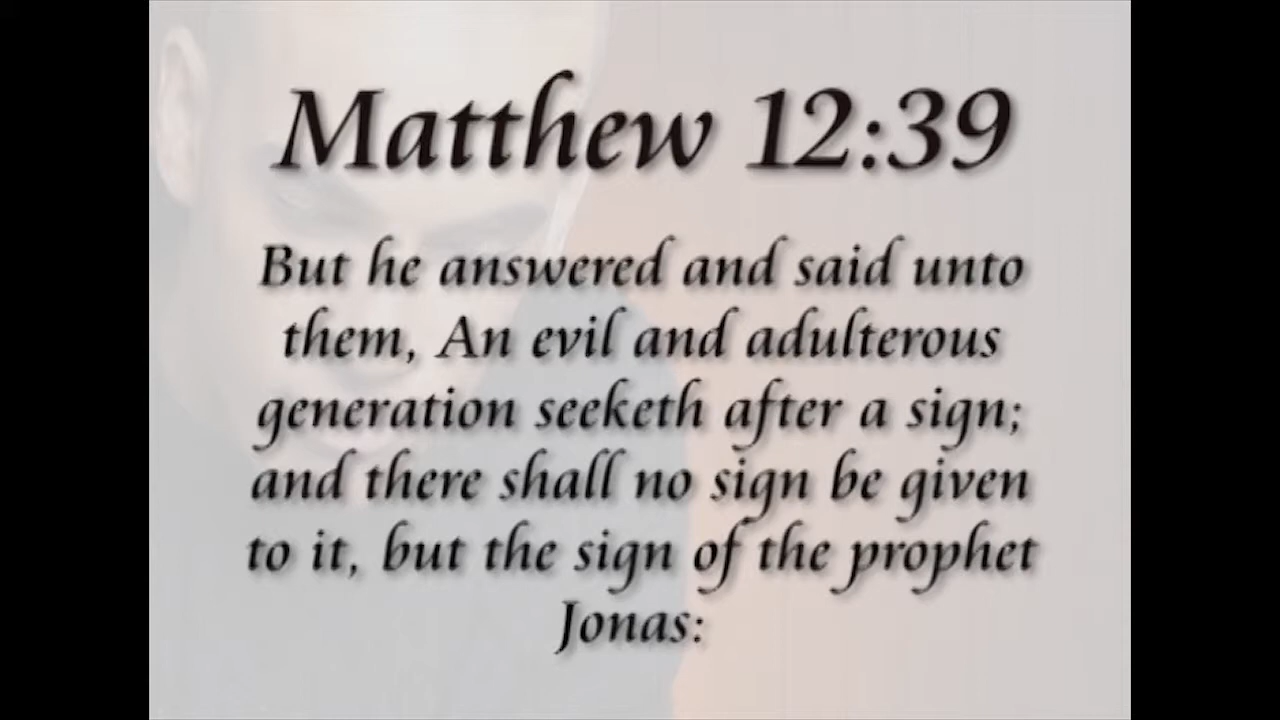 Matthew 12:39
But he answered and said unto
them, An evil and adulterous
generation seeketh after a sign;
and there shall no sign be given
to it, but the sign of the prophet
Jonas: